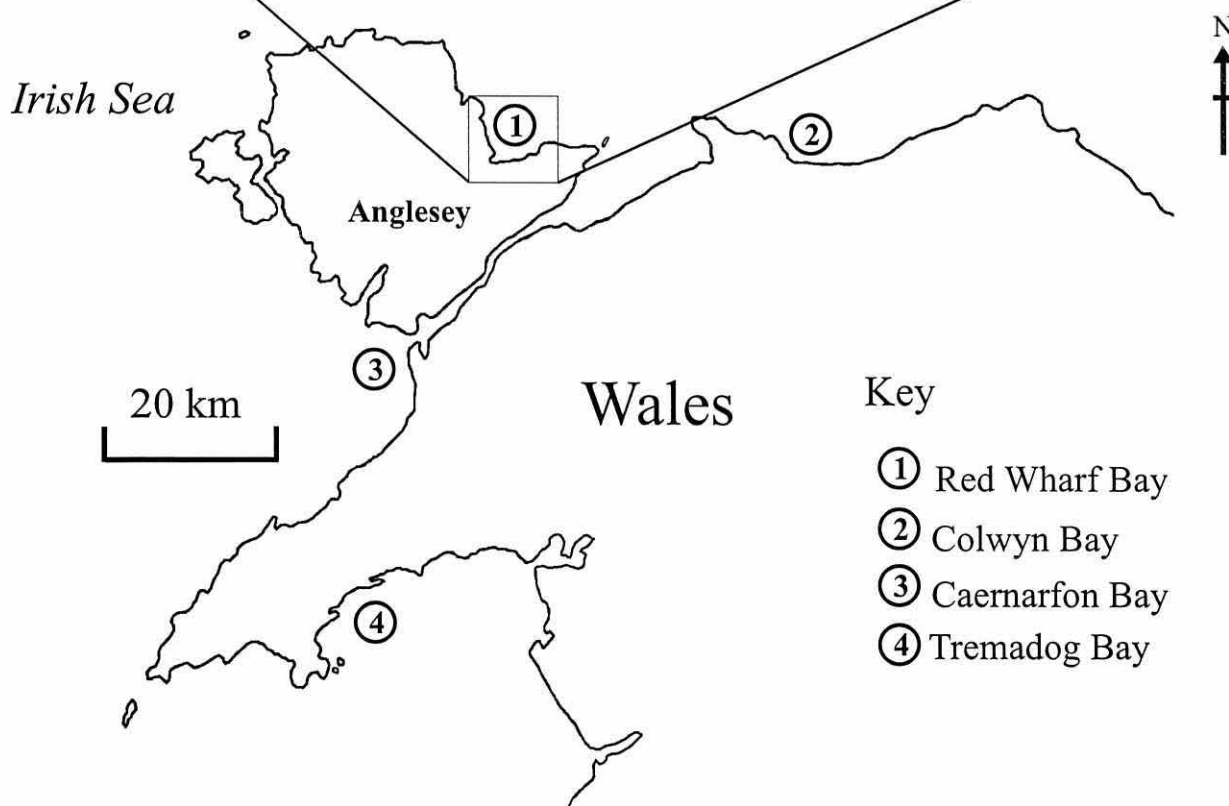 N
Irish Sea
1
2
Anglesey
3
20 km
Wales
4
Key
1 Red Wharf Bay
2 Colwyn Bay
3 Caernarfon Bay
4 Tremadog Bay